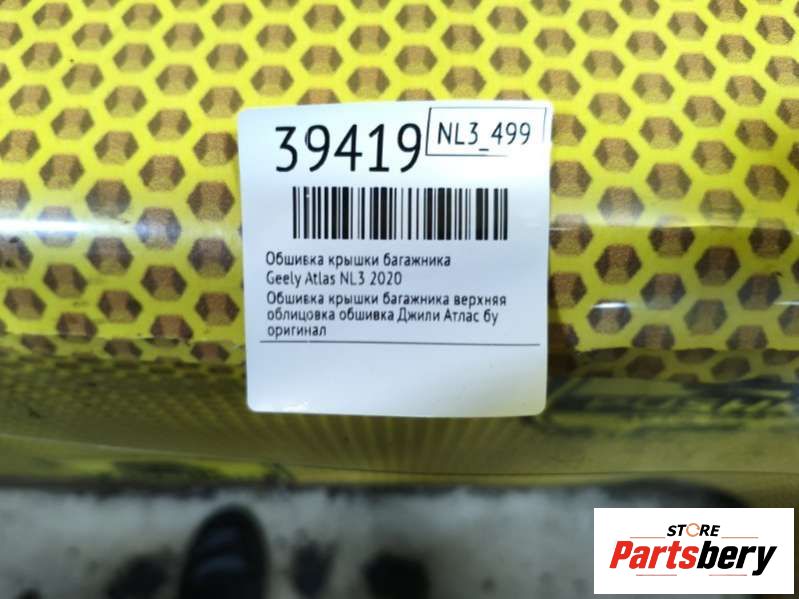 39419
NL3_499
Обшивка крышки багажника
Geely Atlas NL3 2020
Обшивка крышки багажника верхняя
облицовка обшивка Джили Атлас бу
оригинал
STORE
Partsbery